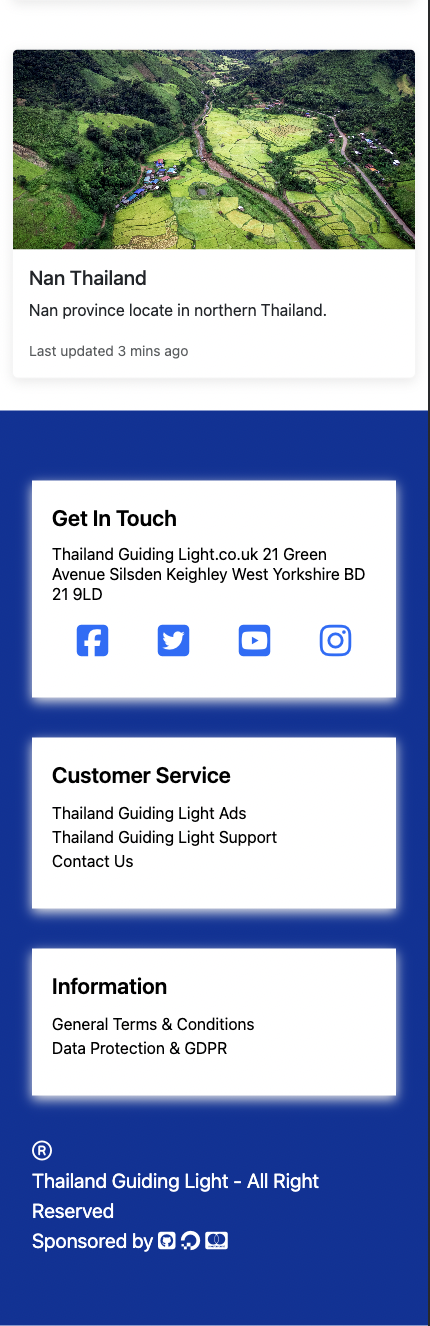 Nan Thailand
Nan province locate in northern Thailand.
Last updated 3 mins ago
Get In Touch
Thailand Guiding Light.co.uk 21 Green
Avenue Silsden Keighley West Yorkshire BD
21 9LD
Customer Service
Thailand Guiding Light Ads
Thailand Guiding Light Support
Contact Us
Information
General Terms & Conditions
Data Protection & GDPR
®
Thailand Guiding Light - All Right
Reserved
Sponsored by